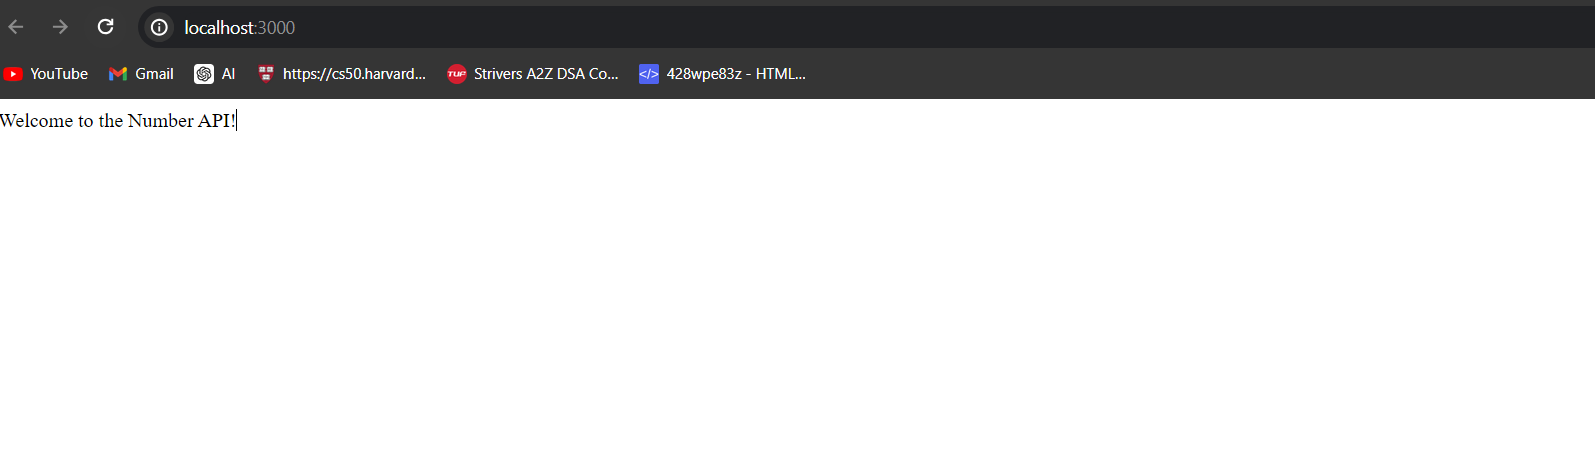 localhost:3000
YouTube Gmail AI https://cs50.harvard... TUF Strivers A2Z DSA Co... </> 428wpe83z - HTML...
Welcome to the Number API!